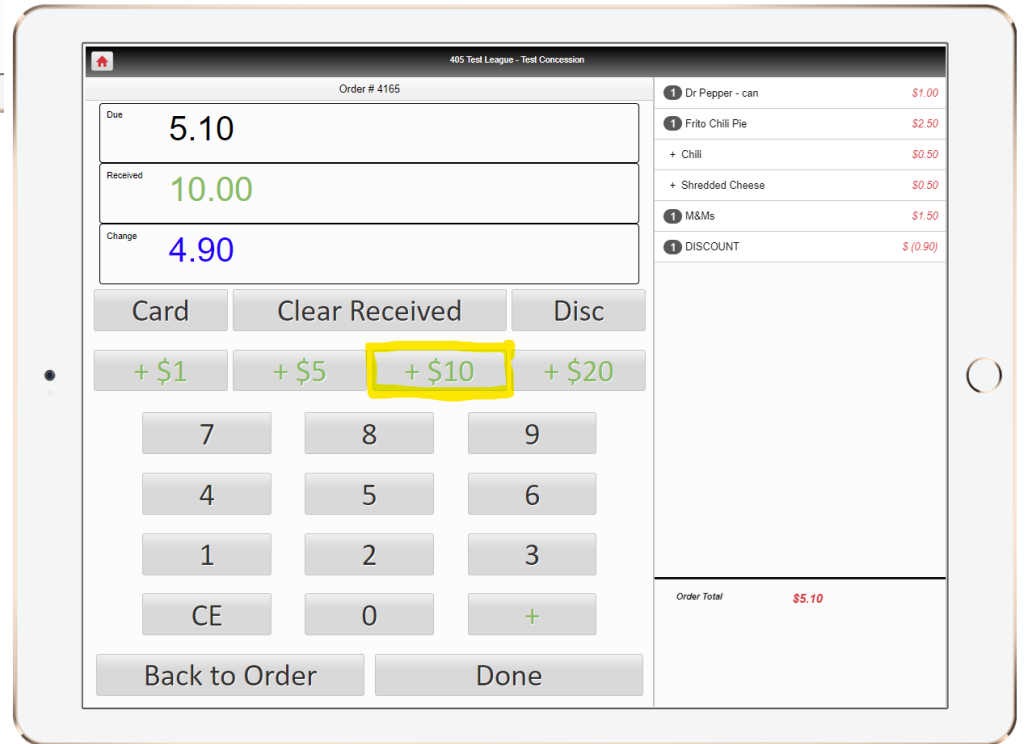 405 Test League - Test Concession
Order # 4165
Due
5.10
Received
10.00
Change
4.90
Card Clear Received Disc
+ $1 + $5 + $10 + $20
7 8 9
4 5 6
1 2 3
CE 0 +
Back to Order Done
1 Dr Pepper - can $1.00
1 Frito Chili Pie $2.50
+ Chili $0.50
+ Shredded Cheese $0.50
1 M&Ms $1.50
1 DISCOUNT $ (0.90)
Order Total $5.10